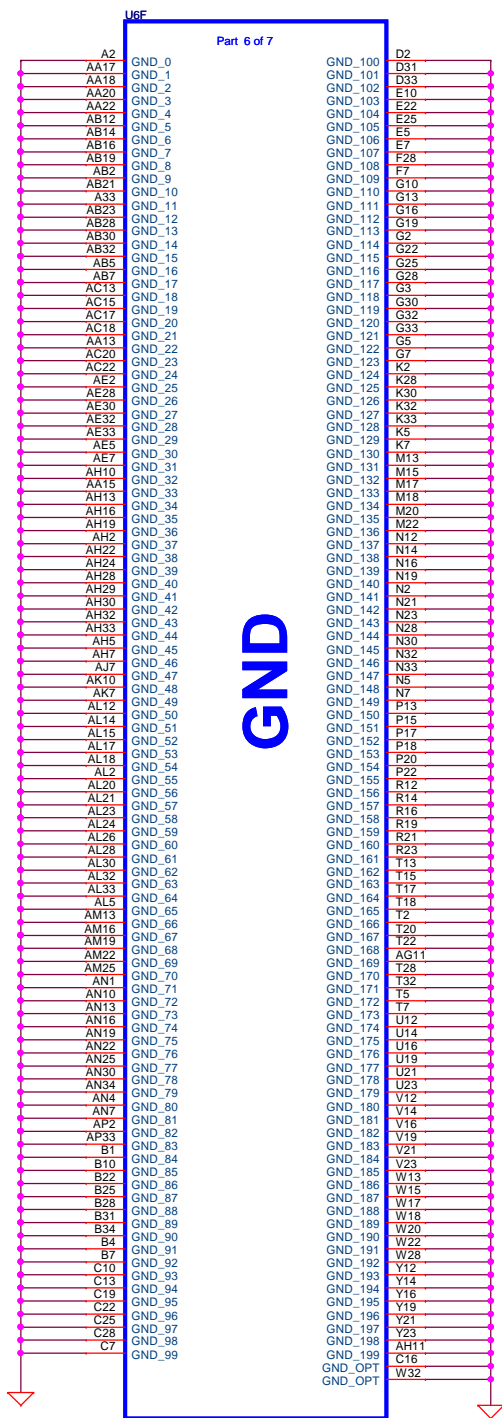 U6F
Part 6 of 7
A2 GND_0 GND_100 D2
AA17 GND_1 GND_101 D31
AA18 GND_2 GND_102 D33
AA20 GND_3 GND_103 E10
AA22 GND_4 GND_104 E22
AB12 GND_5 GND_105 E25
AB14 GND_6 GND_106 E5
AB16 GND_7 GND_107 E7
AB19 GND_8 GND_108 F28
AB2 GND_9 GND_109 F7
AB21 GND_10 GND_110 G10
A33 GND_11 GND_111 G13
AB23 GND_12 GND_112 G16
AB28 GND_13 GND_113 G19
AB30 GND_14 GND_114 G2
AB32 GND_15 GND_115 G22
AB5 GND_16 GND_116 G25
AB7 GND_17 GND_117 G28
AC13 GND_18 GND_118 G3
AC15 GND_19 GND_119 G30
AC17 GND_20 GND_120 G32
AC18 GND_21 GND_121 G33
AA13 GND_22 GND_122 G5
AC20 GND_23 GND_123 G7
AC22 GND_24 GND_124 K2
AE2 GND_25 GND_125 K28
AE28 GND_26 GND_126 K30
AE30 GND_27 GND_127 K32
AE32 GND_28 GND_128 K33
AE33 GND_29 GND_129 K5
AE5 GND_30 GND_130 K7
AE7 GND_31 GND_131 M13
AH10 GND_32 GND_132 M15
AA15 GND_33 GND_133 M17
AH13 GND_34 GND_134 M18
AH16 GND_35 GND_135 M20
AH19 GND_36 GND_136 M22
AH2 GND_37 GND_137 N12
AH22 GND_38 GND_138 N14
AH24 GND_39 GND_139 N16
AH28 GND_40 GND_140 N19
AH29 GND_41 GND_141 N2
AH30 GND_42 GND_142 N21
AH32 GND_43 GND_143 N23
AH33 GND_44 GND_144 N28
AH5 GND_45 GND_145 N30
AH7 GND_46 GND_146 N32
AJ7 GND_47 GND_147 N33
AK10 GND_48 GND_148 N5
AK7 GND_49 GND_149 N7
AL12 GND_50 GND_150 P13
AL14 GND_51 GND_151 P15
AL15 GND_52 GND_152 P17
AL17 GND_53 GND_153 P18
AL18 GND_54 GND_154 P20
AL2 GND_55 GND_155 P22
AL20 GND_56 GND_156 R12
AL21 GND_57 GND_157 R14
AL23 GND_58 GND_158 R16
AL24 GND_59 GND_159 R19
AL26 GND_60 GND_160 R21
AL28 GND_61 GND_161 R23
AL30 GND_62 GND_162 T13
AL32 GND_63 GND_163 T15
AL33 GND_64 GND_164 T17
AL5 GND_65 GND_165 T18
AM13 GND_66 GND_166 T2
AM16 GND_67 GND_167 T20
AM19 GND_68 GND_168 T22
AM22 GND_69 GND_169 AG11
AM25 GND_70 GND_170 T28
AN1 GND_71 GND_171 T32
AN10 GND_72 GND_172 T5
AN13 GND_73 GND_173 T7
AN16 GND_74 GND_174 U12
AN19 GND_75 GND_175 U14
AN22 GND_76 GND_176 U16
AN25 GND_77 GND_177 U19
AN30 GND_78 GND_178 U21
AN34 GND_79 GND_179 U23
AN4 GND_80 GND_180 V12
AN7 GND_81 GND_181 V14
AP2 GND_82 GND_182 V16
AP33 GND_83 GND_183 V19
B1 GND_84 GND_184 V21
B10 GND_85 GND_185 V23
B22 GND_86 GND_186 W13
B25 GND_87 GND_187 W15
B28 GND_88 GND_188 W17
B31 GND_89 GND_189 W18
B34 GND_90 GND_190 W20
B4 GND_91 GND_191 W22
B7 GND_92 GND_192 W28
C10 GND_93 GND_193 Y12
C13 GND_94 GND_194 Y14
C19 GND_95 GND_195 Y16
C22 GND_96 GND_196 Y19
C25 GND_97 GND_197 Y21
C28 GND_98 GND_198 Y23
C7 GND_99 GND_199 AH11
GND_OPT C16
GND_OPT W32
GND